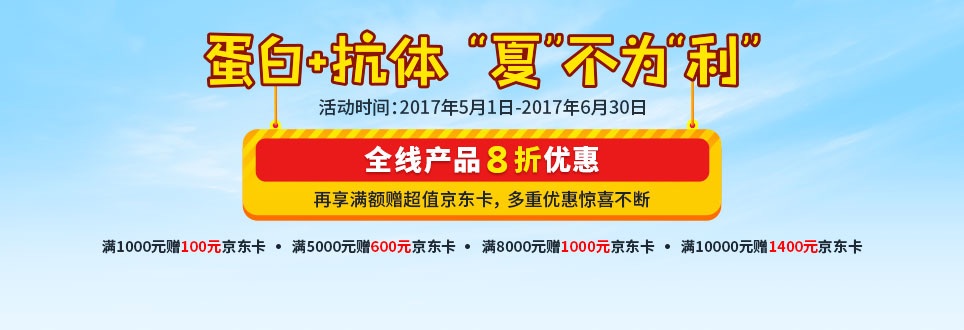 蛋白+抗体 “夏”不为“利”
活动时间:2017年5月1日-2017年6月30日
全线产品8折优惠
再享满额赠超值京东卡，多重优惠惊喜不断
满1000元赠100元京东卡 • 满5000元赠600元京东卡 • 满8000元赠1000元京东卡 • 满10000元赠1400元京东卡